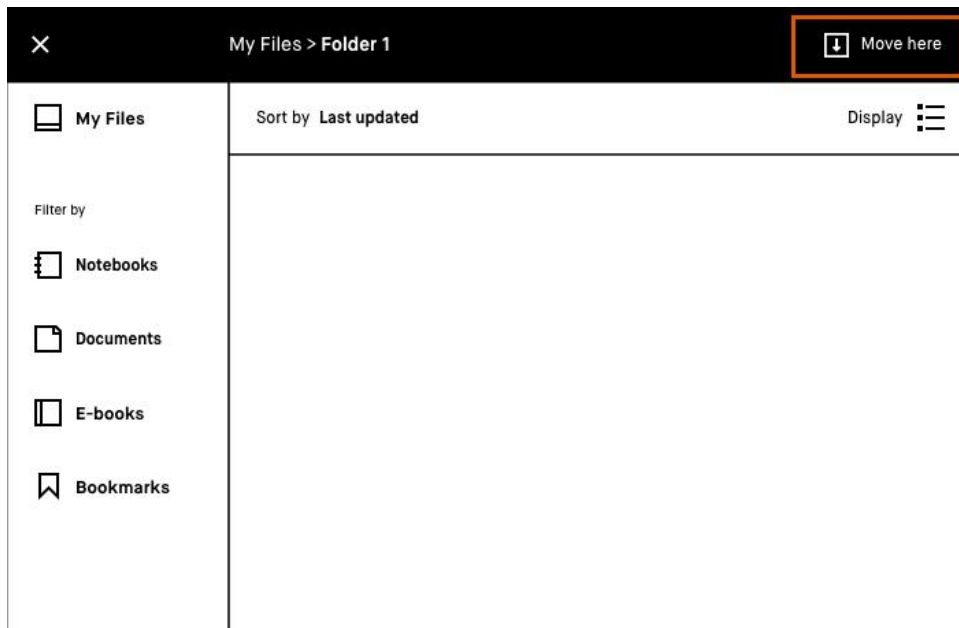 My Files > Folder 1
Move here
My Files
Sort by Last updated
Display
Filter by
Notebooks
Documents
E-books
Bookmarks